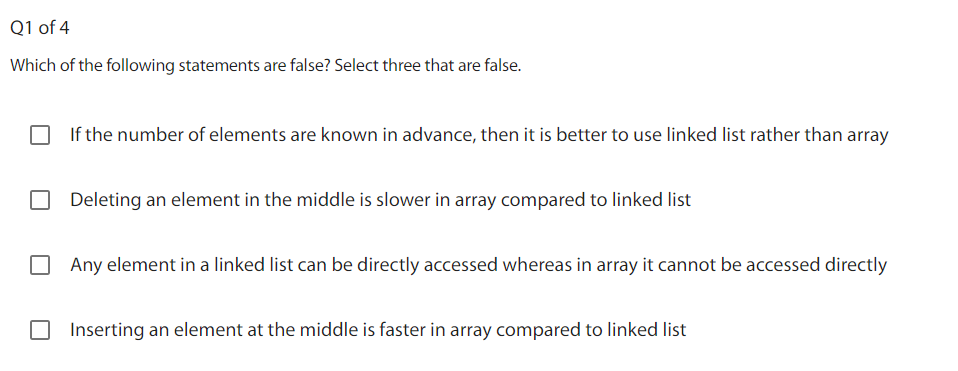 Q1 of 4
Which of the following statements are false? Select three that are false.
If the number of elements are known in advance, then it is better to use linked list rather than array
Deleting an element in the middle is slower in array compared to linked list
Any element in a linked list can be directly accessed whereas in array it cannot be accessed directly
Inserting an element at the middle is faster in array compared to linked list